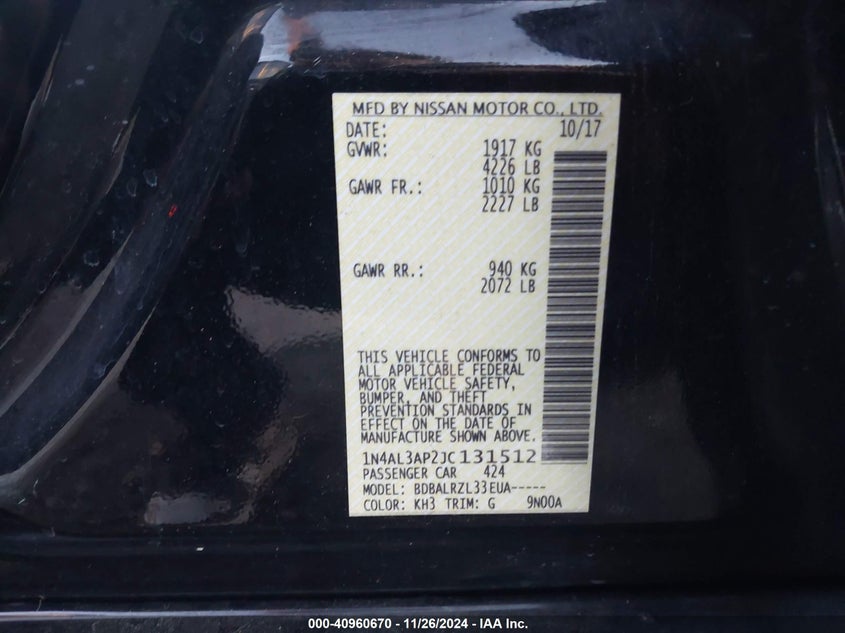 MFD BY NISSAN MOTOR CO., LTD.
DATE: 10/17
GVWR: 1917 KG
4226 LB
GAWR FR.: 1010 KG
2227 LB
GAWR RR.: 940 KG
2072 LB
THIS VEHICLE CONFORMS TO
ALL APPLICABLE FEDERAL
MOTOR VEHICLE SAFETY,
BUMPER, AND THEFT
PREVENTION STANDARDS IN
EFFECT ON THE DATE OF
MANUFACTURE SHOWN ABOVE.
1N4AL3AP2JC131512
PASSENGER CAR 424
MODEL: BDBALRZL33EUA-----
COLOR: KH3 TRIM: G 9N00A
000-40960670 - 11/26/2024 - IAA Inc.